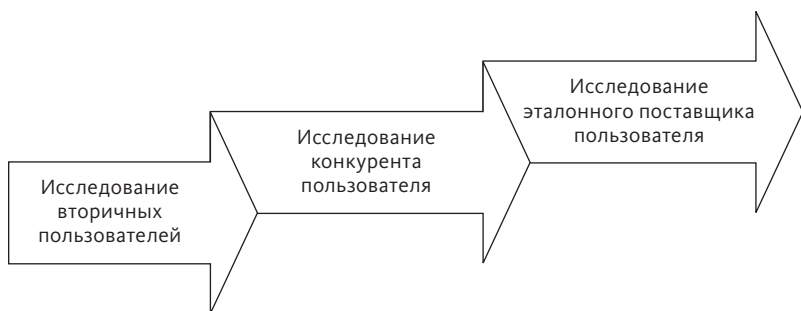 Исследование
вторичных
пользователей
Исследование
конкурента
пользователя
Исследование
эталонного поставщика
пользователя